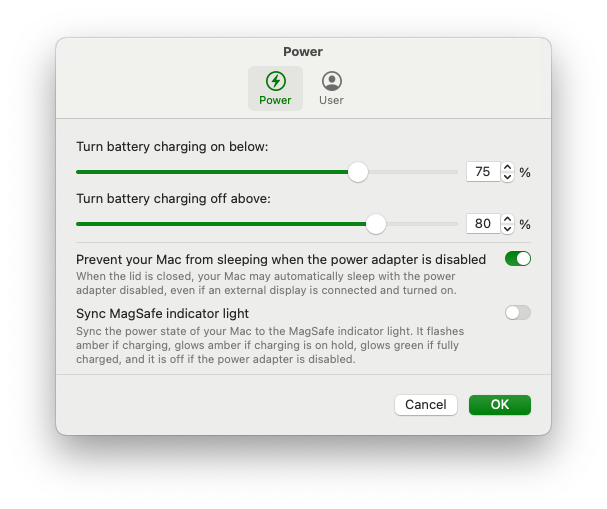 Power
Power User
Turn battery charging on below:
75 %
Turn battery charging off above:
80 %
Prevent your Mac from sleeping when the power adapter is disabled
When the lid is closed, your Mac may automatically sleep with the power
adapter disabled, even if an external display is connected and turned on.
Sync MagSafe indicator light
Sync the power state of your Mac to the MagSafe indicator light. It flashes
amber if charging, glows amber if charging is on hold, glows green if fully
charged, and it is off if the power adapter is disabled.
Cancel OK